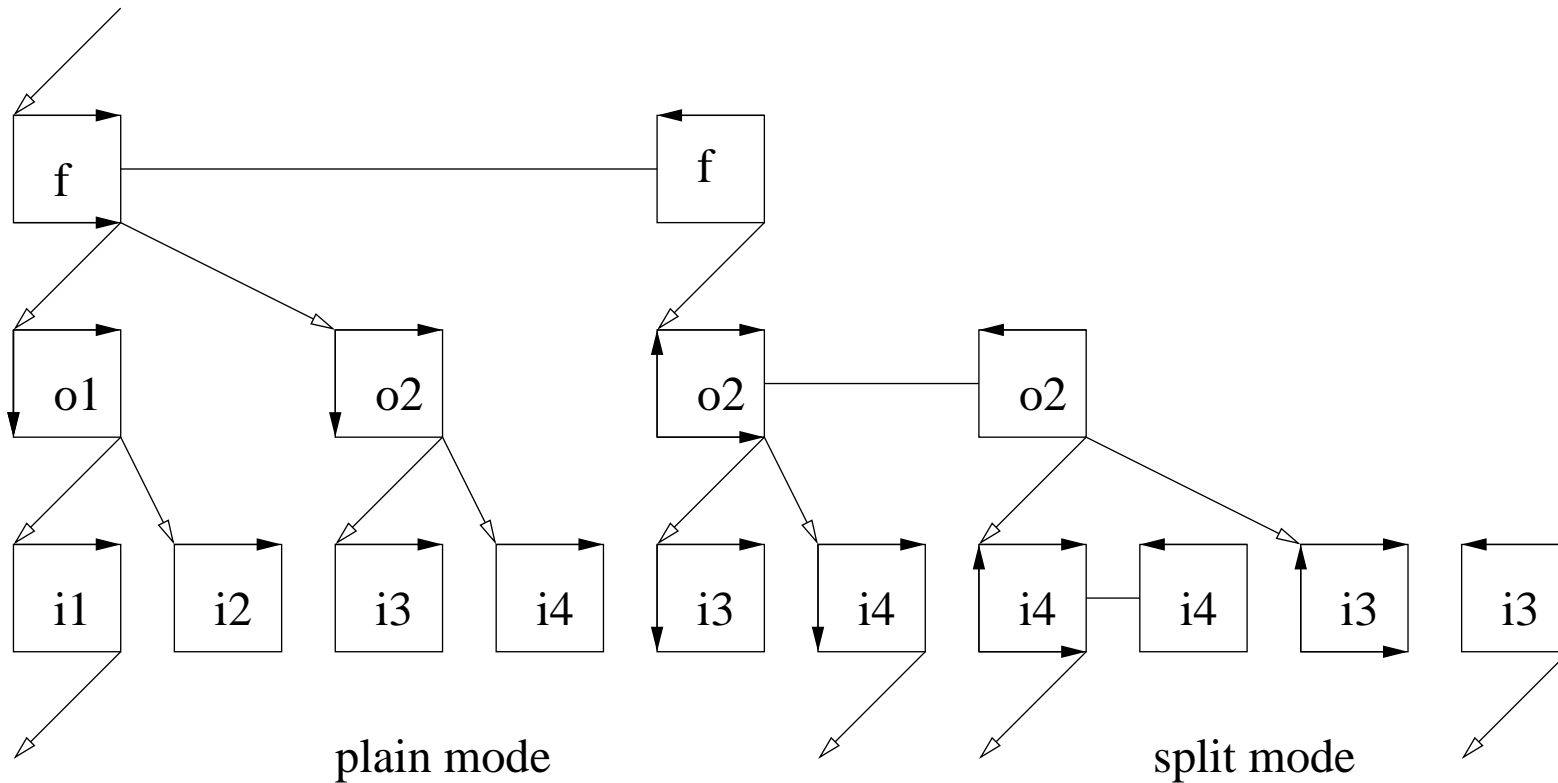 f f
o1 o2 o2 o2
i1 i2 i3 i4 i3 i4 i4 i4 i3 i3
plain mode split mode